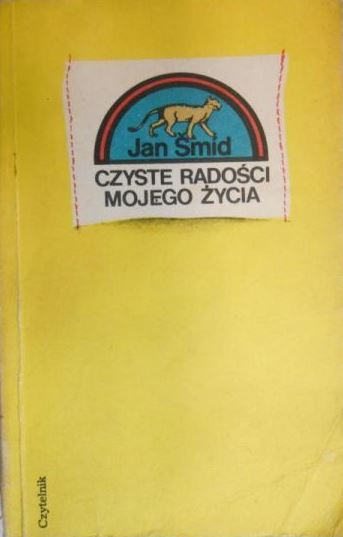 Jan Šmid
CZYSTE RADOŚCI
MOJEGO ŻYCIA
Czytelnik